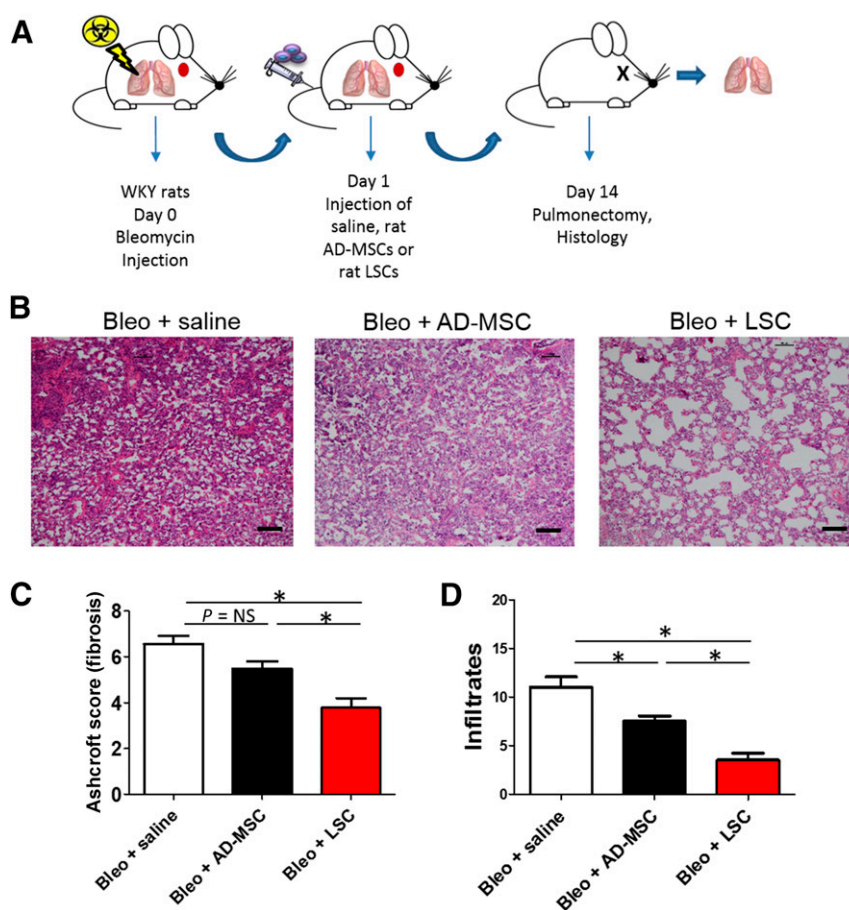 A
WKY rats
Day 0
Bleomycin
Injection
Day 1
Injection of
saline, rat
AD-MSCs or
rat LSCs
X
Day 14
Pulmonectomy,
Histology
B
Bleo + saline
Bleo + AD-MSC
Bleo + LSC
C
Ashcroft score (fibrosis)
8
6
4
2
0
*
P = NS
*
Bleo + saline
Bleo + AD-MSC
Bleo + LSC
D
Infiltrates
20
15
10
5
0
*
*
*
Bleo + saline
Bleo + AD-MSC
Bleo + LSC